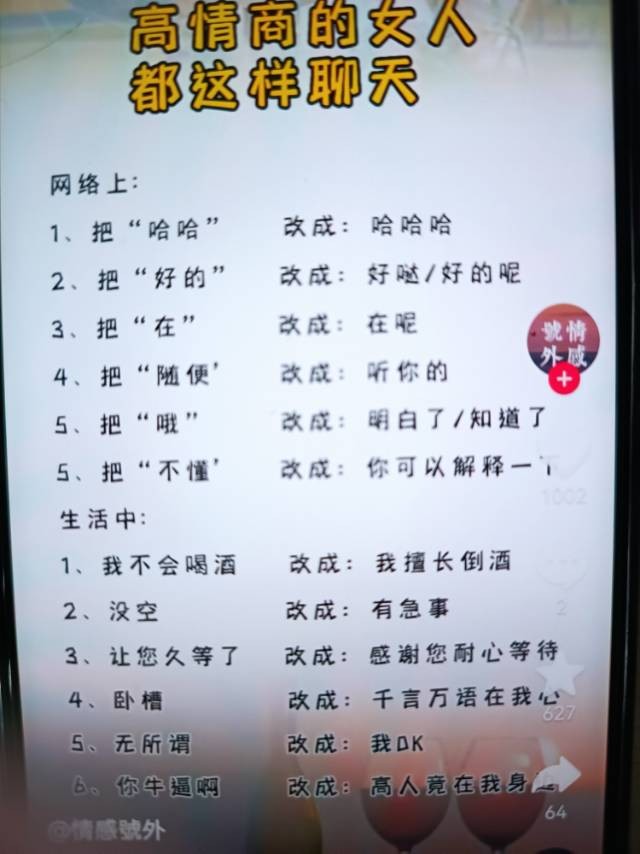 高情商的女人
都这样聊天
网络上:
1、把“哈哈” 改成: 哈哈哈
2、把“好的” 改成: 好哒/好的呢
3、把“在” 改成: 在呢
4、把“随便' 改成: 听你的
5、把“哦” 改成: 明白了/知道了
5、把“不懂' 改成: 你可以解释一下
生活中:
1、我不会喝酒 改成: 我擅长倒酒
2、没空 改成: 有急事
3、让您久等了 改成: 感谢您耐心等待
4、卧槽 改成: 千言万语在我心
5、无所谓 改成: 我OK
6、你牛逼啊 改成: 高人竟在我身边
號情
外感
1002
2
627
64
@情感號外